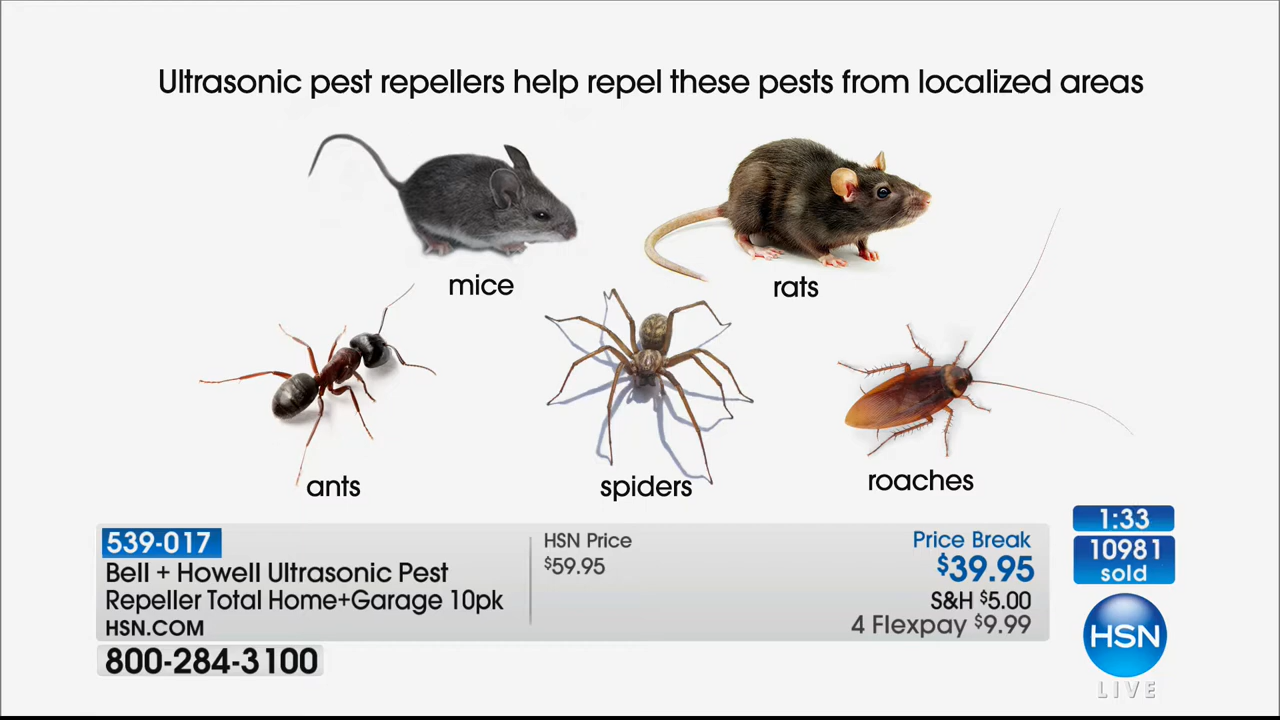 Ultrasonic pest repellers help repel these pests from localized areas
mice
rats
ants
spiders
roaches
539-017
Bell + Howell Ultrasonic Pest
Repeller Total Home+Garage 10pk
HSN.COM
800-284-3100
HSN Price
$59.95
Price Break
$39.95
S&H $5.00
4 Flexpay $9.99
1:33
10981
sold
HSN
LIVE